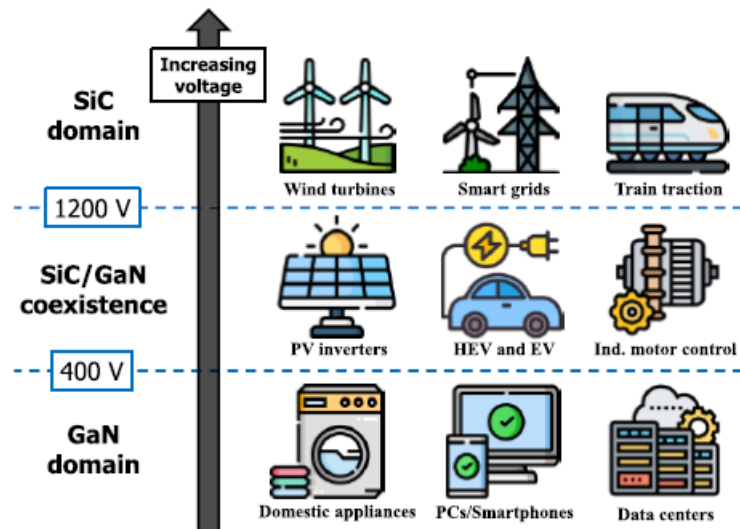 Increasing
voltage
SiC
domain
Wind turbines
Smart grids
Train traction
1200 V
SiC/GaN
coexistence
PV inverters
HEV and EV
Ind. motor control
400 V
GaN
domain
Domestic appliances
PCs/Smartphones
Data centers